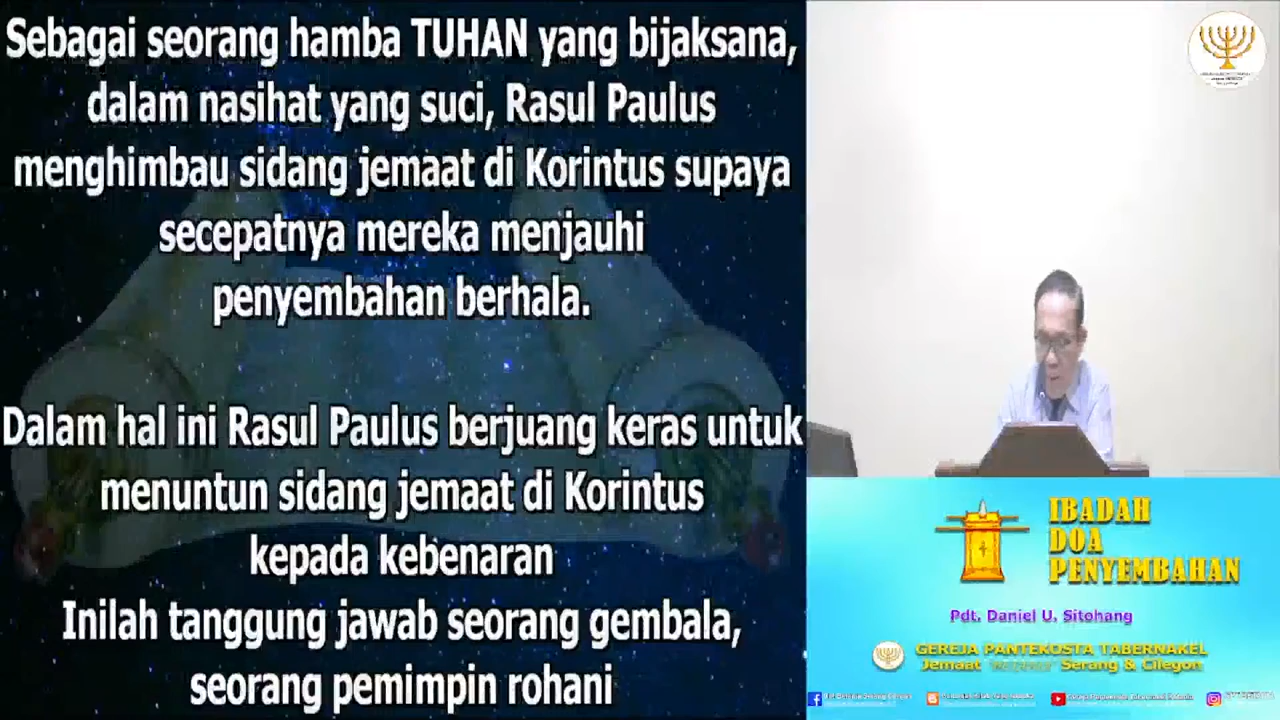 Sebagai seorang hamba TUHAN yang bijaksana,
dalam nasihat yang suci, Rasul Paulus
menghimbau sidang jemaat di Korintus supaya
secepatnya mereka menjauhi
penyembahan berhala.
Dalam hal ini Rasul Paulus berjuang keras untuk
menuntun sidang jemaat di Korintus
kepada kebenaran
Inilah tanggung jawab seorang gembala,
seorang pemimpin rohani
IBADAH
DOA
PENYEMBAHAN
Pdt. Daniel U. Sitohang
GEREJA PANTEKOSTA TABERNAKEL
Jemaat Serang & Cilegon